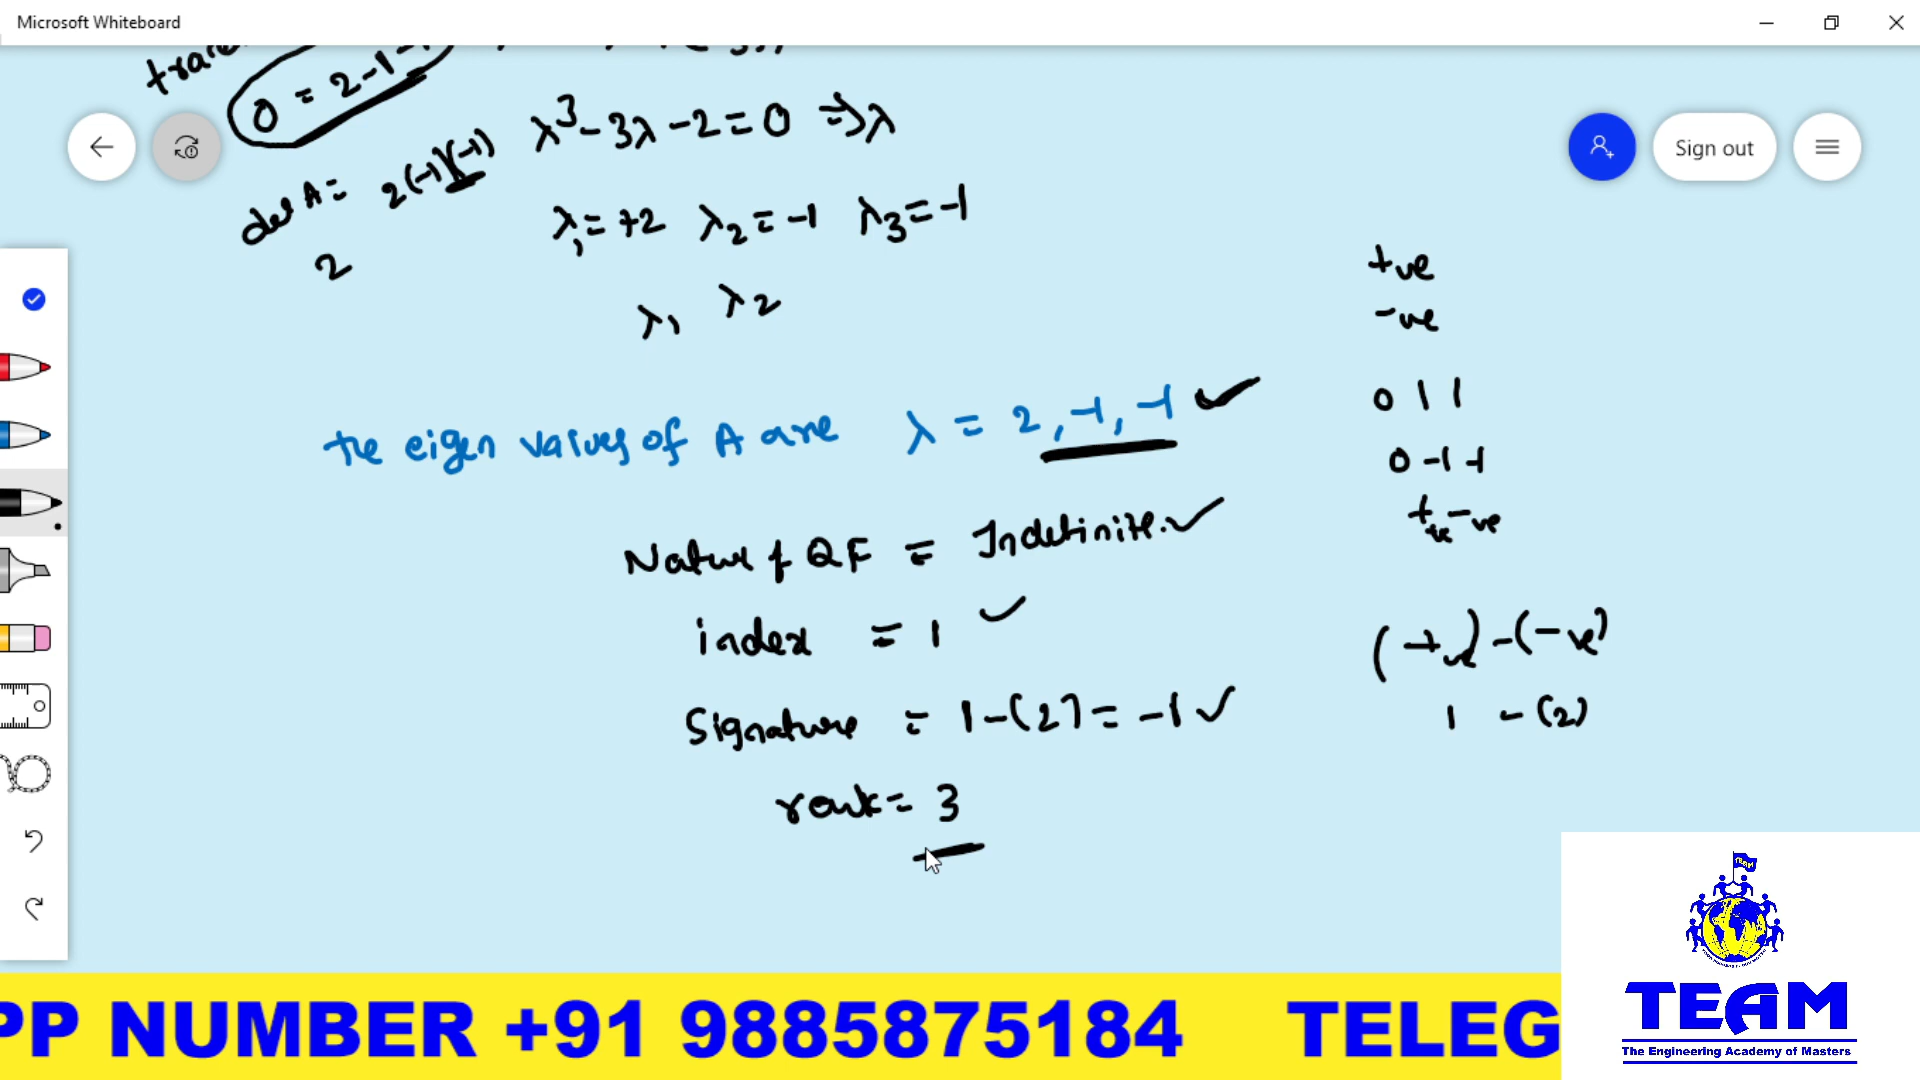 Microsoft Whiteboard
0 = 2-1-
λ³ - 3λ - 2 = 0 ⇒ λ
det A = 2(-1)(-1)
2
λ₁ = +2 λ₂ = -1 λ₃ = -1
λ₁ λ₂
Sign out
+ve
-ve
0 1 1
0 -1 -1
+ve -ve
the eigen values of A are λ = 2, -1, -1 ✓
Nature of QF = Indefinite. ✓
index = 1 ✓
Signature = 1-(2) = -1 ✓
rank = 3
(+ve) - (-ve)
1 - (2)
PP NUMBER +91 9885875184 TELEG
TEAM
TEAM
The Engineering Academy of Masters